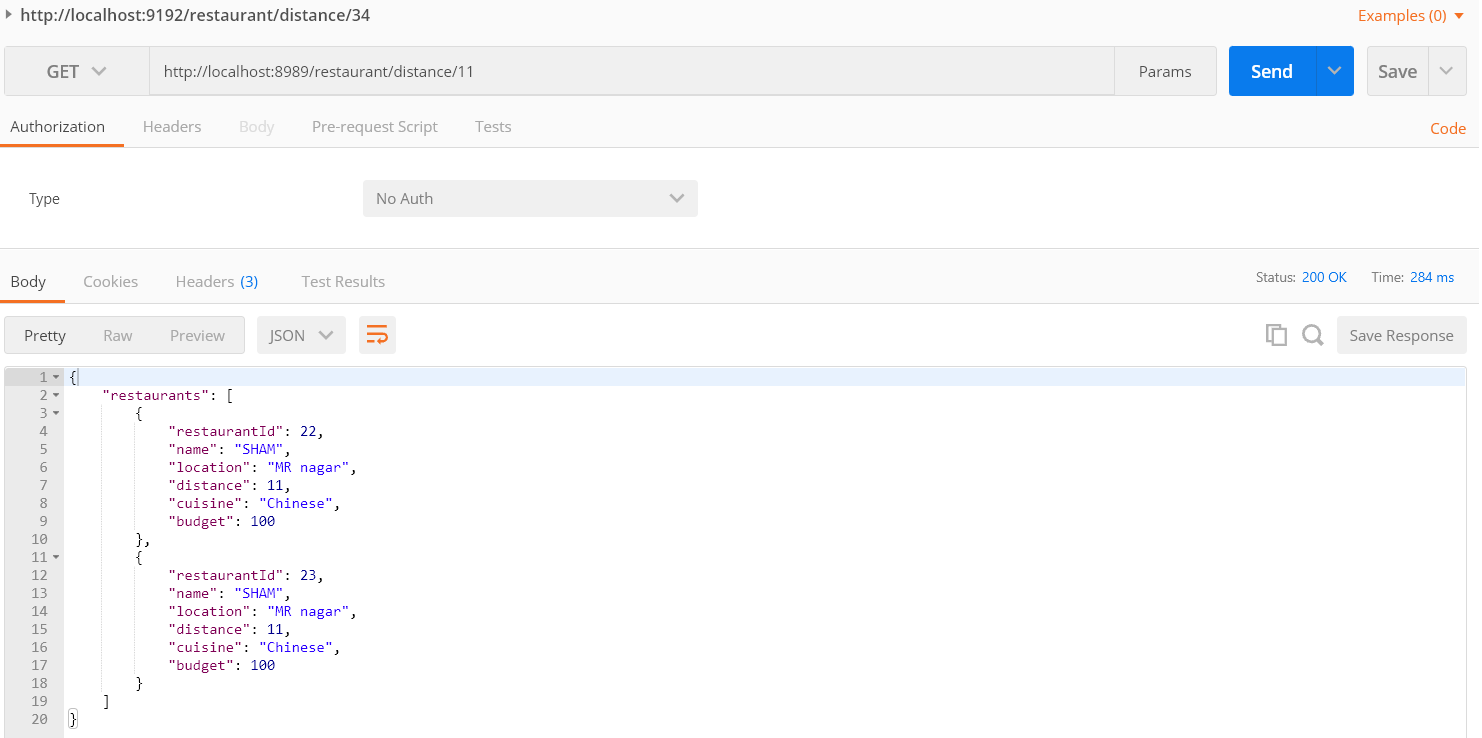 http://localhost:9192/restaurant/distance/34 Examples (0)
GET http://localhost:8989/restaurant/distance/11 Params Send Save
Authorization Headers Body Pre-request Script Tests Code
Type No Auth
Body Cookies Headers (3) Test Results Status: 200 OK Time: 284 ms
Pretty Raw Preview JSON Save Response
1 {
2 "restaurants": [
3 {
4 "restaurantId": 22,
5 "name": "SHAM",
6 "location": "MR nagar",
7 "distance": 11,
8 "cuisine": "Chinese",
9 "budget": 100
10 },
11 {
12 "restaurantId": 23,
13 "name": "SHAM",
14 "location": "MR nagar",
15 "distance": 11,
16 "cuisine": "Chinese",
17 "budget": 100
18 }
19 ]
20 }